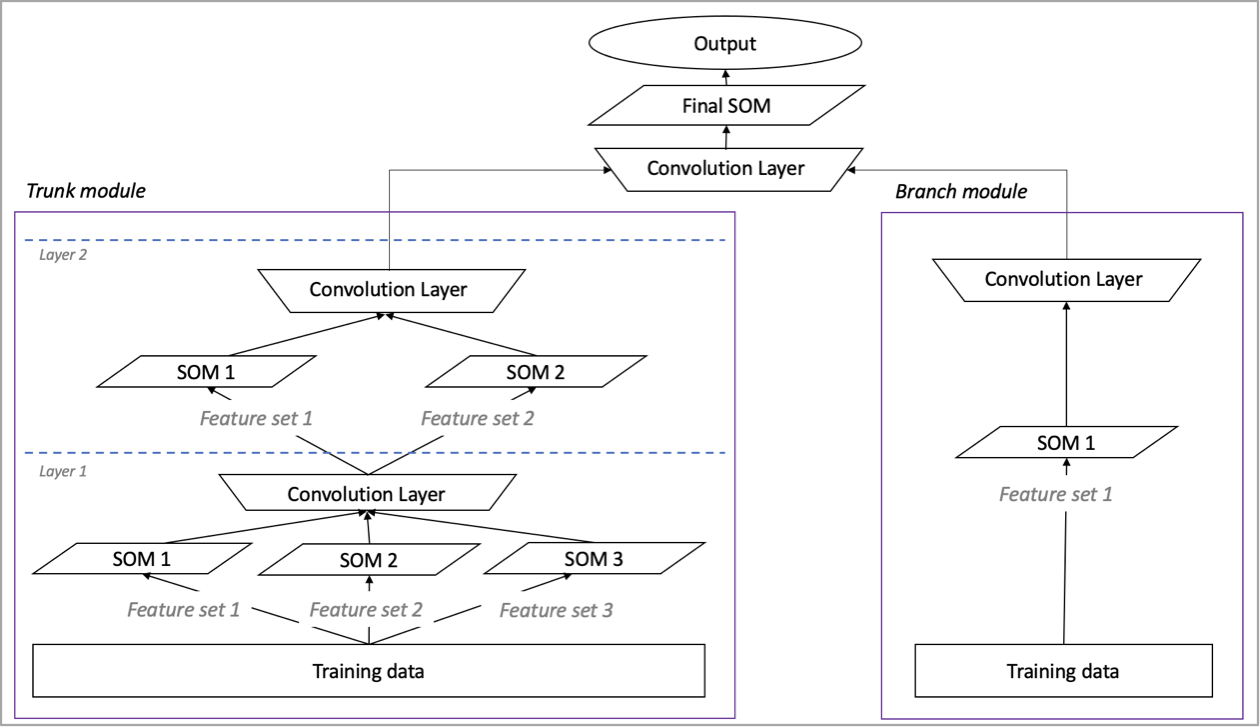 Output
Final SOM
Convolution Layer
Trunk module
Layer 2
Convolution Layer
SOM 1
SOM 2
Feature set 1
Feature set 2
Layer 1
Convolution Layer
SOM 1
SOM 2
SOM 3
Feature set 1
Feature set 2
Feature set 3
Training data
Branch module
Convolution Layer
SOM 1
Feature set 1
Training data